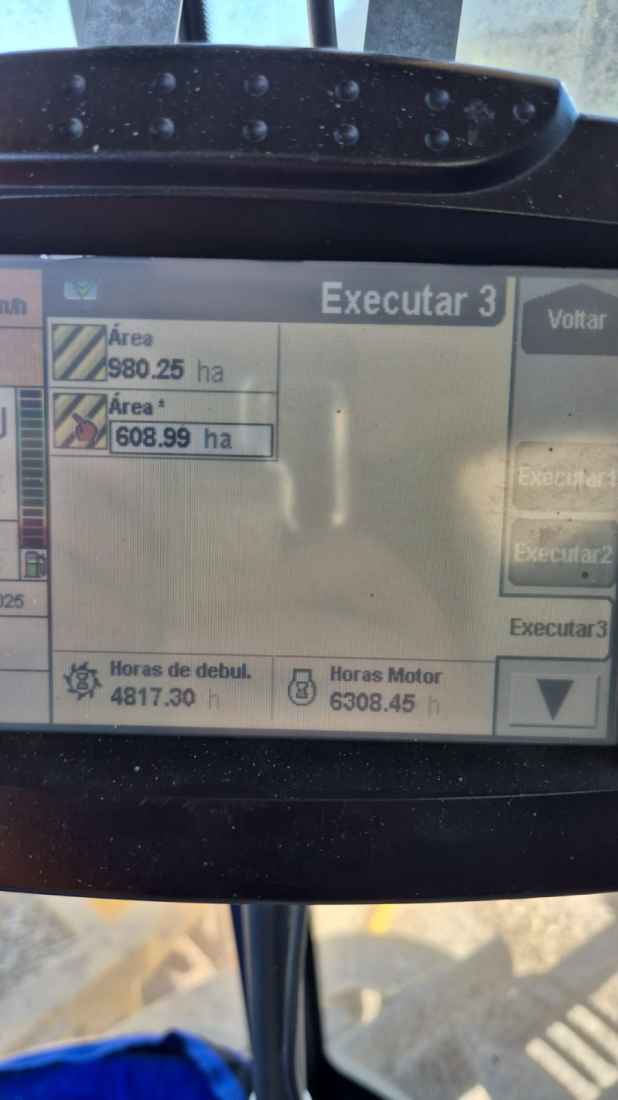 Executar 3
Voltar
Área
980.25 ha
Área
608.99 ha
Executar1
Executar2
025
Executar3
Horas de debul.
4817.30 h
Horas Motor
6308.45 h